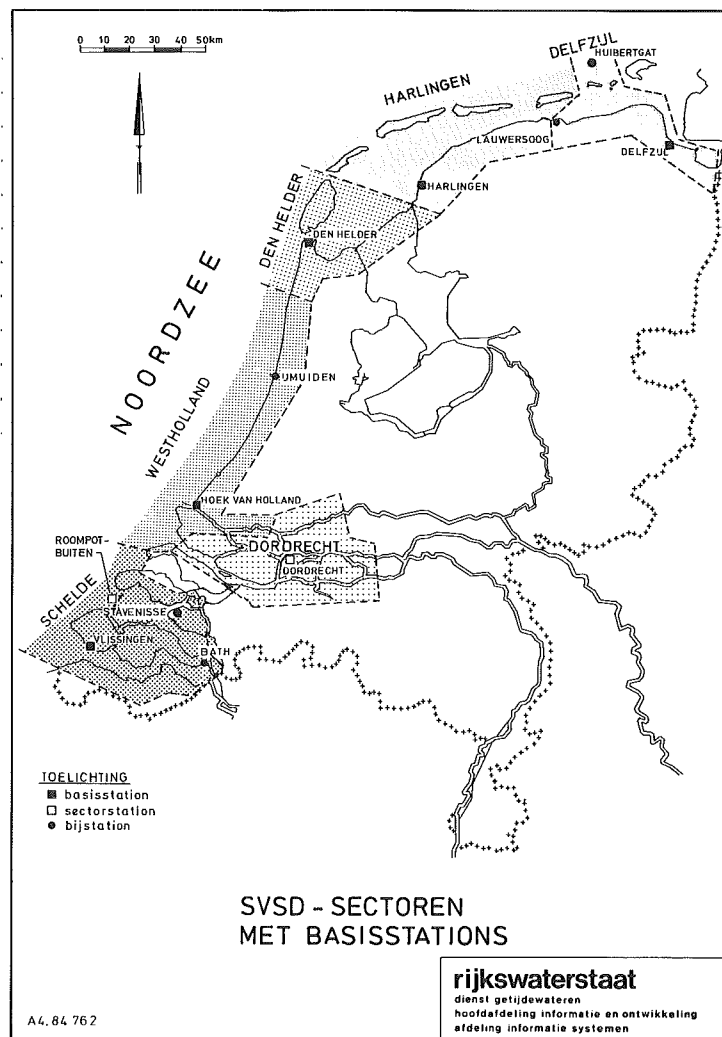 0 10 20 30 40 50km
DELFZIJL
HUIBERTGAT
HARLINGEN
LAUWERSOOG
DELFZIJL
HARLINGEN
DEN HELDER
DEN HELDER
NOORDZEE
IJMUIDEN
WESTHOLLAND
HOEK VAN HOLLAND
ROOMPOT-
BUITEN
DORDRECHT
DORDRECHT
SCHELDE
STAVENISSE
VLISSINGEN
BATH
TOELICHTING
basisstation
sectorstation
bijstation
SVSD - SECTOREN
MET BASISSTATIONS
rijkswaterstaat
dienst getijdewateren
hoofdafdeling informatie en ontwikkeling
afdeling informatie systemen
A4.84 762